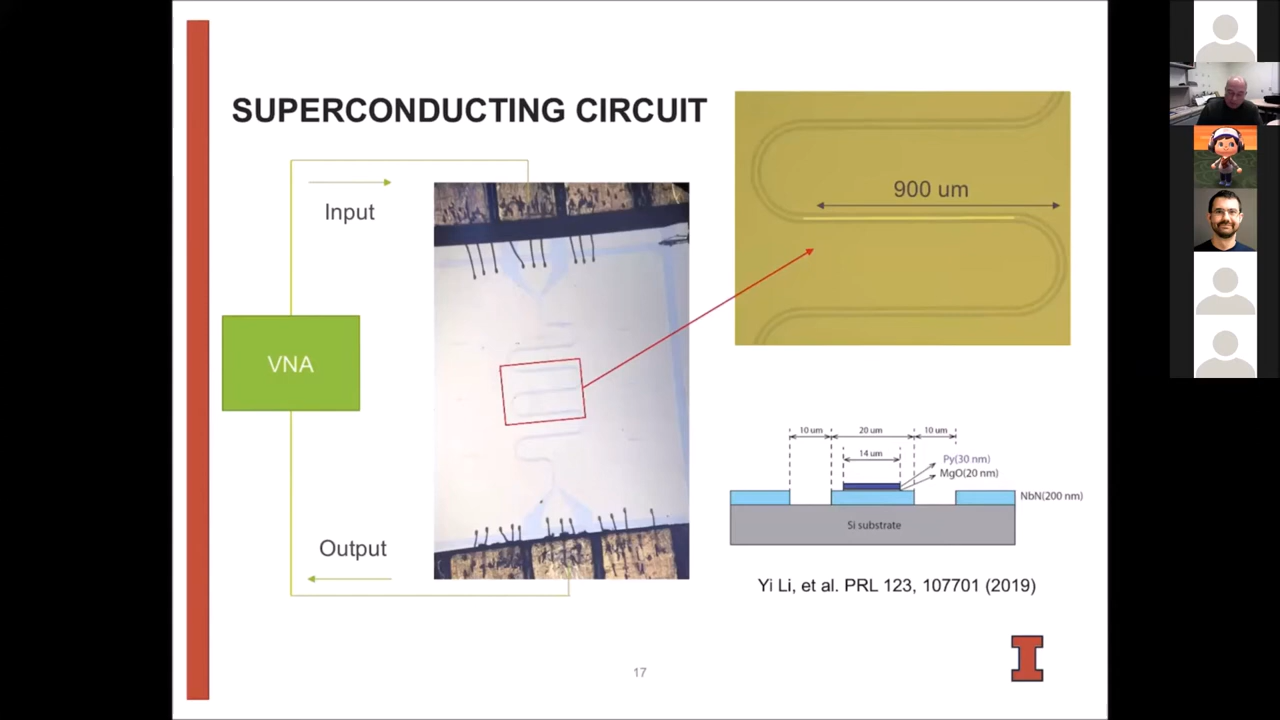 SUPERCONDUCTING CIRCUIT
Input
VNA
Output
900 um
10 um
20 um
10 um
14 um
Py(30 nm)
MgO(20 nm)
NbN(200 nm)
Si substrate
Yi Li, et al. PRL 123, 107701 (2019)
17
I